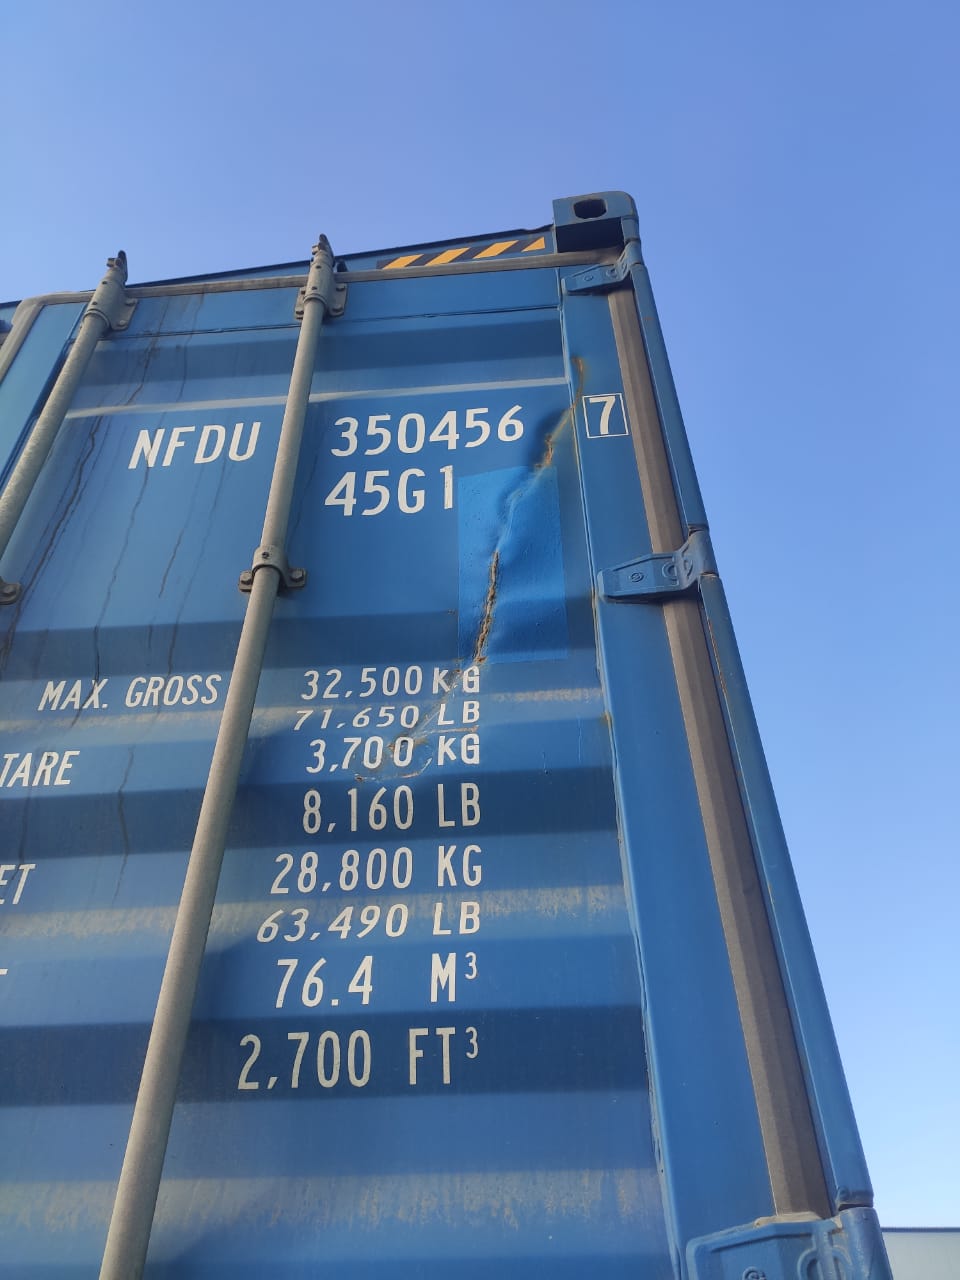 NFDU 350456 7
45G1
MAX. GROSS 32,500 KG
71,650 LB
TARE 3,700 KG
8,160 LB
ET 28,800 KG
63,490 LB
76.4 M³
2,700 FT³